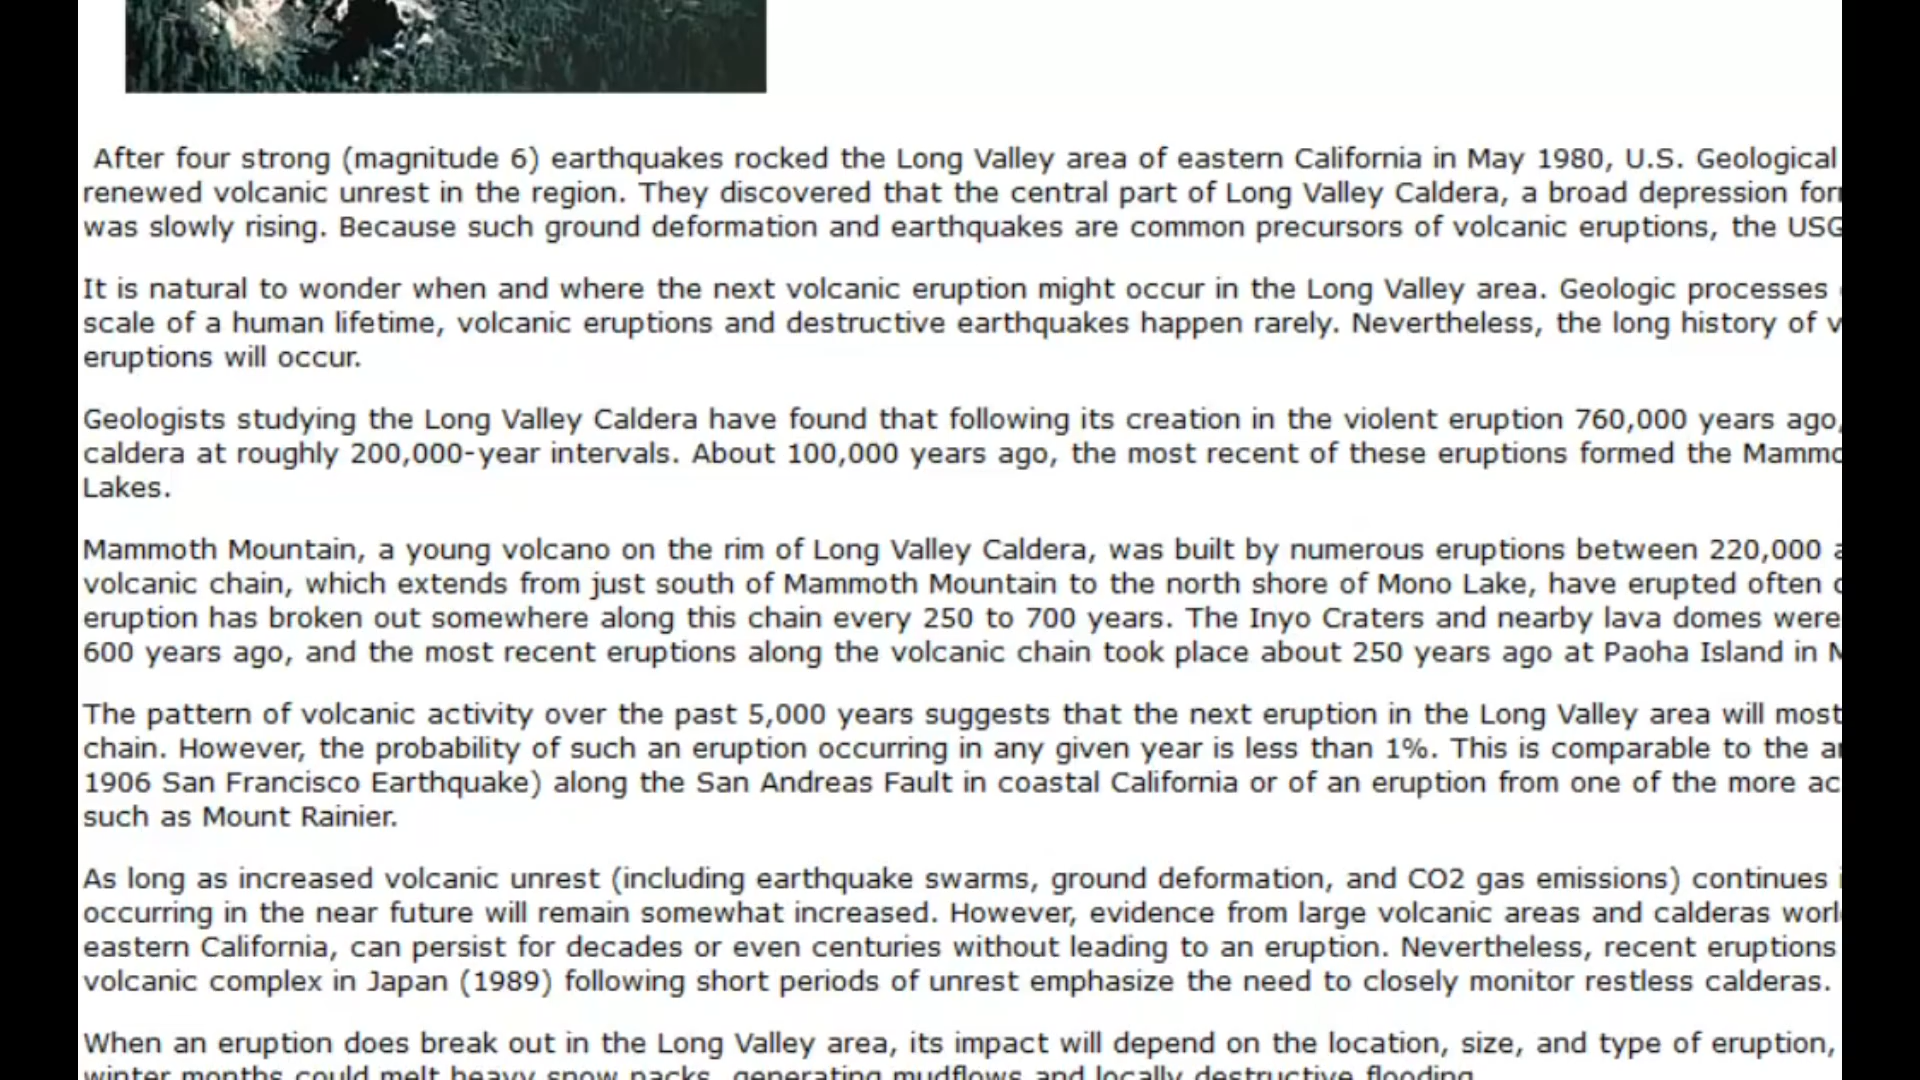 After four strong (magnitude 6) earthquakes rocked the Long Valley area of eastern California in May 1980, U.S. Geological
renewed volcanic unrest in the region. They discovered that the central part of Long Valley Caldera, a broad depression
was slowly rising. Because such ground deformation and earthquakes are common precursors of volcanic eruptions, the
It is natural to wonder when and where the next volcanic eruption might occur in the Long Valley area. Geologic processes
scale of a human lifetime, volcanic eruptions and destructive earthquakes happen rarely. Nevertheless, the long history of
eruptions will occur.
Geologists studying the Long Valley Caldera have found that following its creation in the violent eruption 760,000 years ago,
caldera at roughly 200,000-year intervals. About 100,000 years ago, the most recent of these eruptions formed the
Lakes.
Mammoth Mountain, a young volcano on the rim of Long Valley Caldera, was built by numerous eruptions between 220,000
volcanic chain, which extends from just south of Mammoth Mountain to the north shore of Mono Lake, have erupted often
eruption has broken out somewhere along this chain every 250 to 700 years. The Inyo Craters and nearby lava domes were
600 years ago, and the most recent eruptions along the volcanic chain took place about 250 years ago at Paoha Island in
The pattern of volcanic activity over the past 5,000 years suggests that the next eruption in the Long Valley area will most
chain. However, the probability of such an eruption occurring in any given year is less than 1%. This is comparable to the
1906 San Francisco Earthquake) along the San Andreas Fault in coastal California or of an eruption from one of the more
such as Mount Rainier.
As long as increased volcanic unrest (including earthquake swarms, ground deformation, and CO2 gas emissions) continues
occurring in the near future will remain somewhat increased. However, evidence from large volcanic areas and calderas
eastern California, can persist for decades or even centuries without leading to an eruption. Nevertheless, recent eruptions
volcanic complex in Japan (1989) following short periods of unrest emphasize the need to closely monitor restless calderas.
When an eruption does break out in the Long Valley area, its impact will depend on the location, size, and type of eruption,
winter months could melt heavy snow packs, generating mudflows and locally destructive flooding.